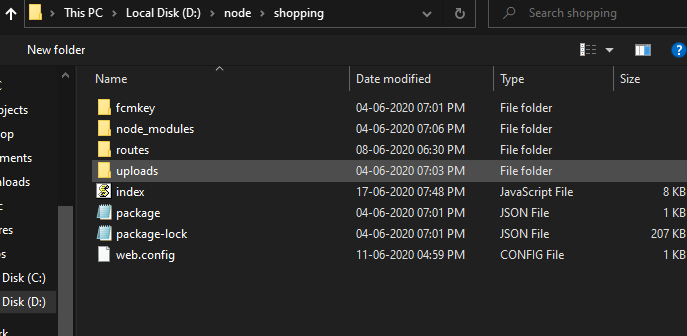 This PC > Local Disk (D:) > node > shopping
Search shopping
New folder
?
Name Date modified Type Size
fcmkey 04-06-2020 07:01 PM File folder
node_modules 04-06-2020 07:06 PM File folder
routes 08-06-2020 06:30 PM File folder
uploads 04-06-2020 07:03 PM File folder
index 17-06-2020 07:48 PM JavaScript File 8 KB
package 04-06-2020 07:01 PM JSON File 1 KB
package-lock 04-06-2020 07:01 PM JSON File 207 KB
web.config 11-06-2020 04:59 PM CONFIG File 1 KB
C
ojects
op
ments
nloads
c
res
os
Disk (C:)
Disk (D:)